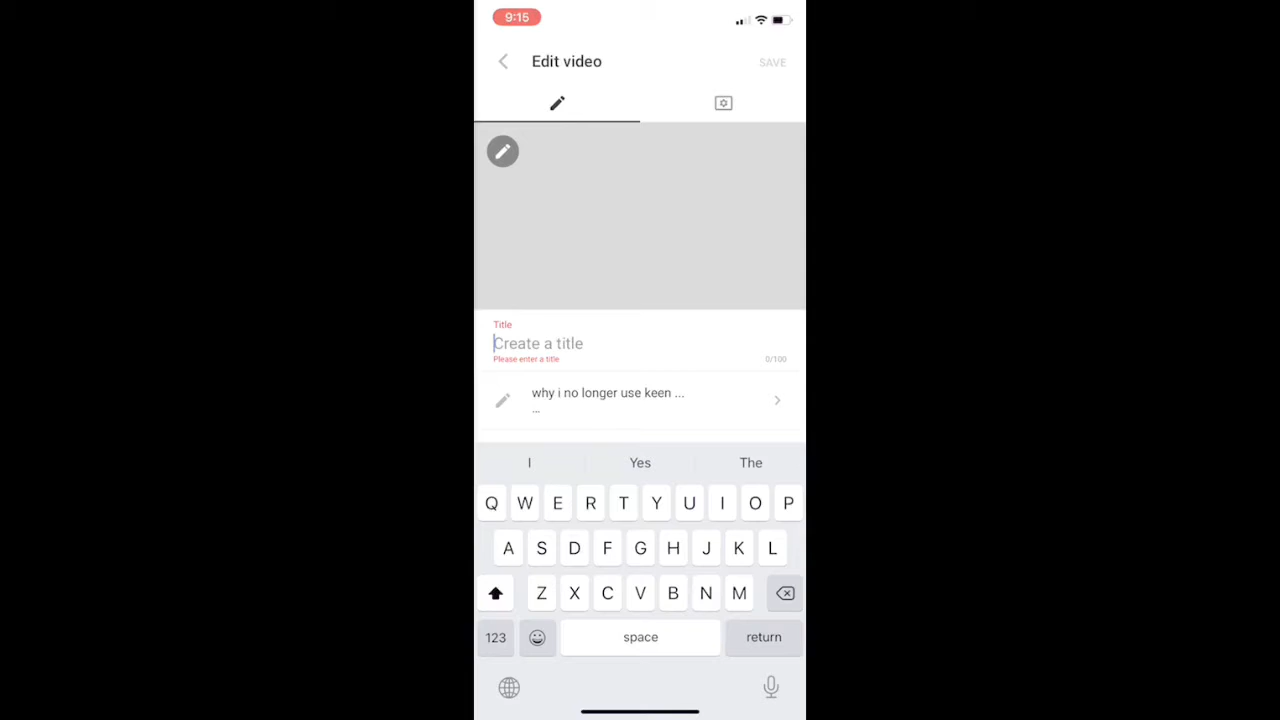 9:15
Edit video
SAVE
Title
Create a title
Please enter a title
0/100
why i no longer use keen ...
...
I
Yes
The
Q W E R T Y U I O P
A S D F G H J K L
Z X C V B N M
123
space
return